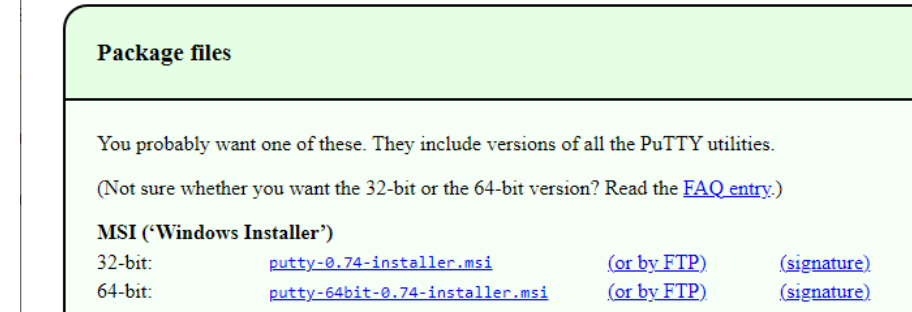 Package files
You probably want one of these. They include versions of all the PuTTY utilities.
(Not sure whether you want the 32-bit or the 64-bit version? Read the FAQ entry.)
MSI (‘Windows Installer’)
32-bit: putty-0.74-installer.msi (or by FTP) (signature)
64-bit: putty-64bit-0.74-installer.msi (or by FTP) (signature)